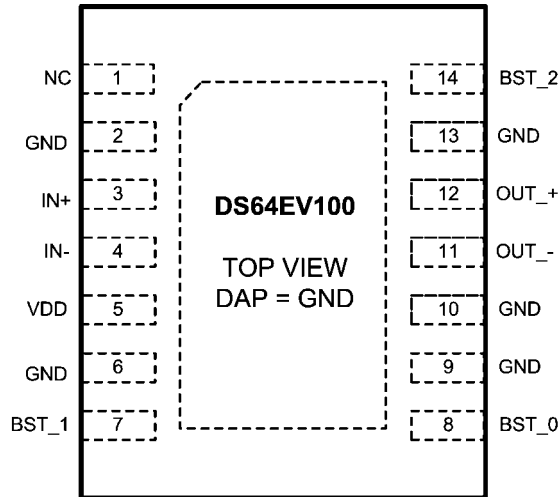 NC 1 14 BST_2
GND 2 13 GND
IN+ 3 12 OUT_+
DS64EV100
IN- 4 11 OUT_-
TOP VIEW
DAP = GND
VDD 5 10 GND
GND 6 9 GND
BST_1 7 8 BST_0